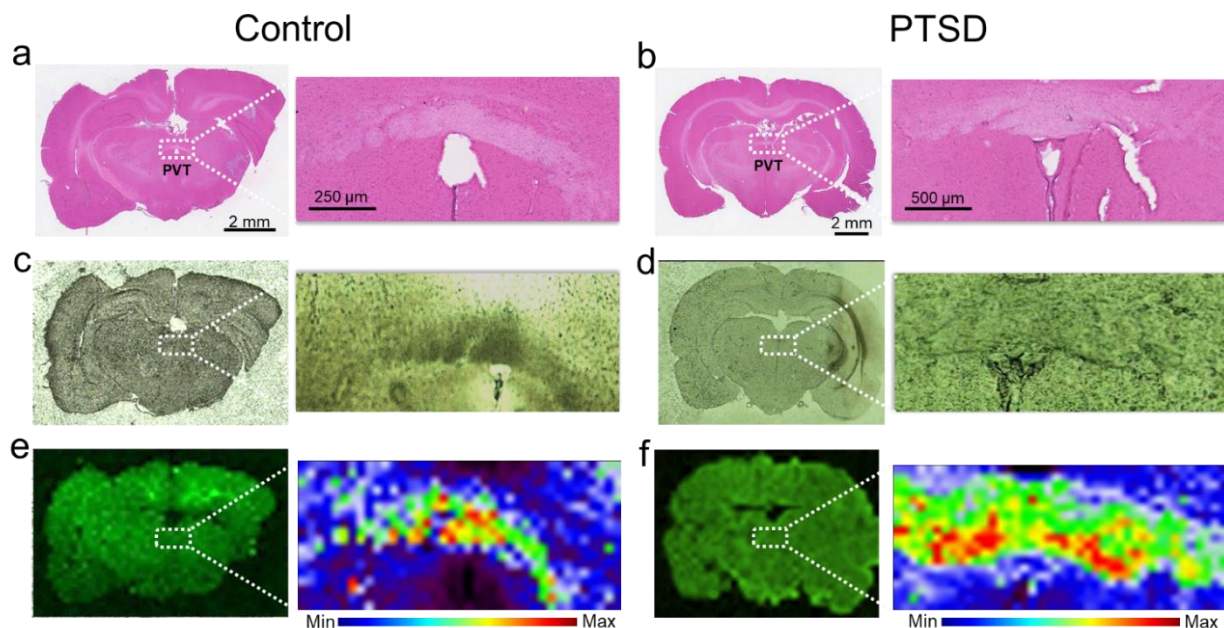 Control
PTSD
a
b
PVT
2 mm
250 µm
PVT
2 mm
500 µm
c
d
e
f
Min
Max
Min
Max